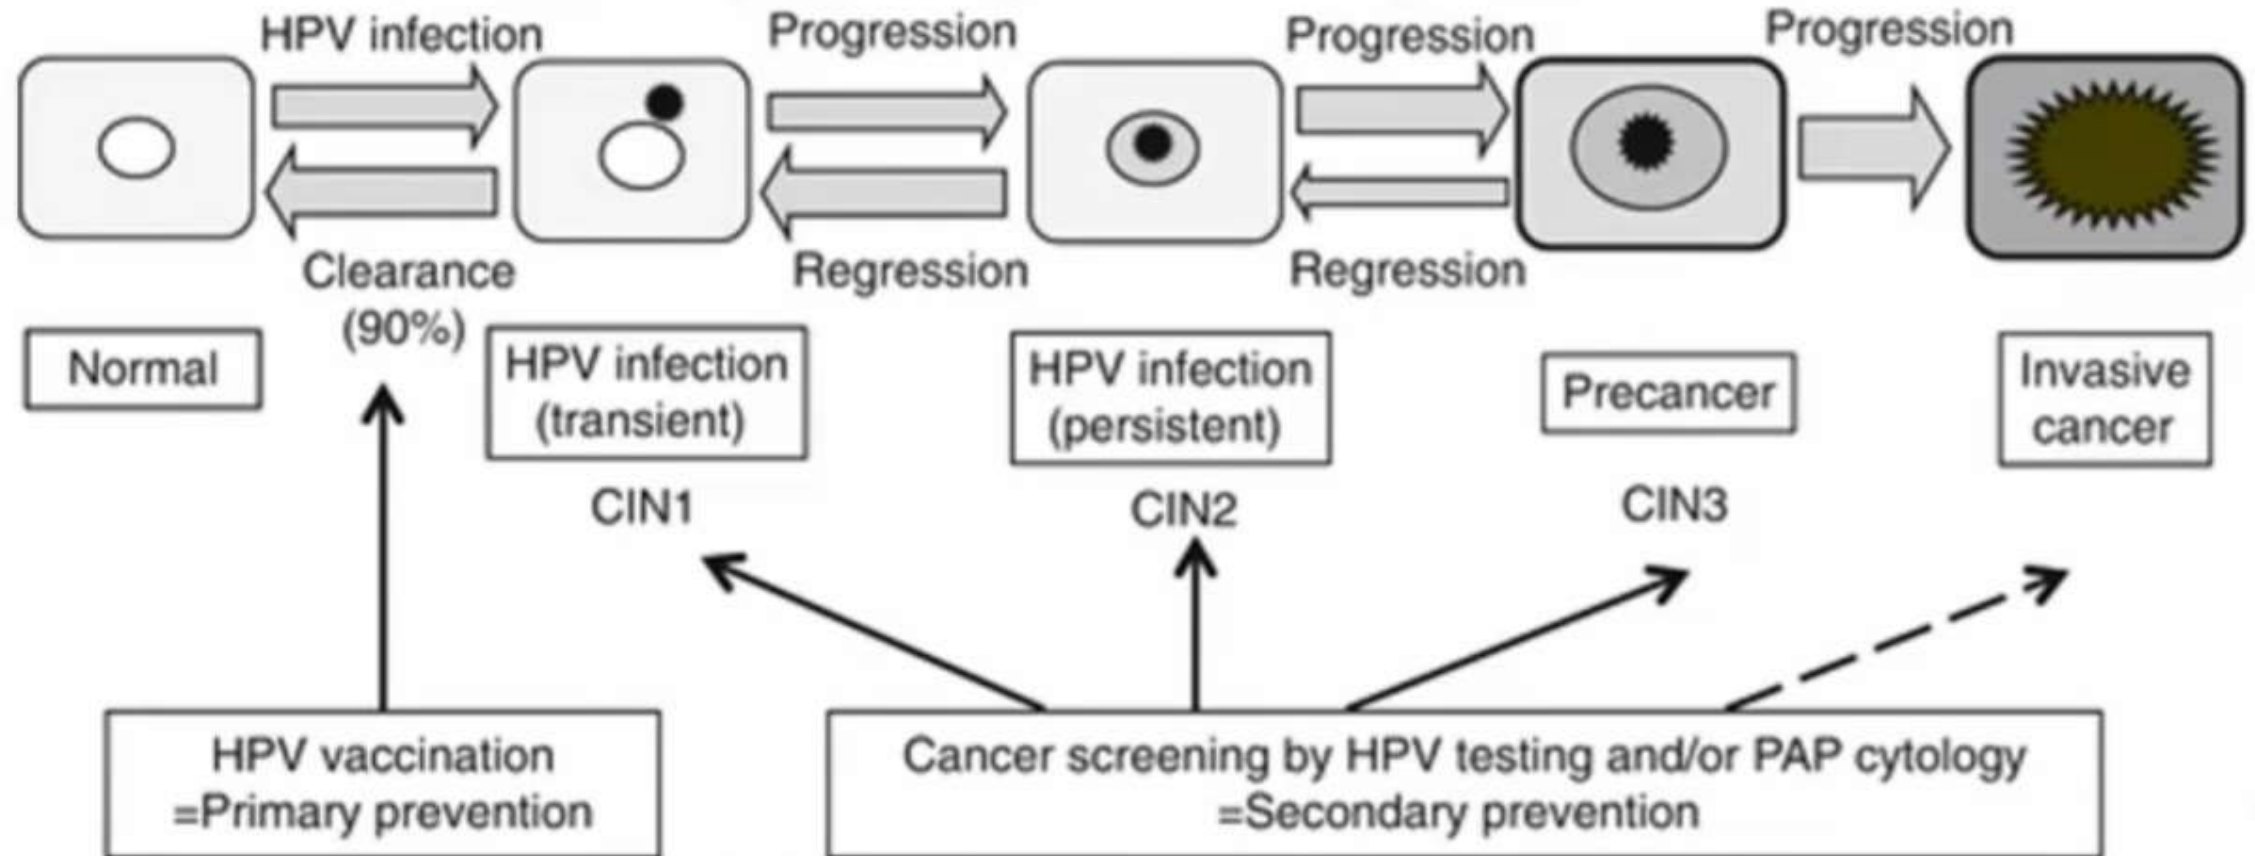 HPV infection
Progression
Progression
Progression
Clearance
(90%)
Regression
Regression
Normal
HPV infection
(transient)
HPV infection
(persistent)
Precancer
Invasive
cancer
CIN1
CIN2
CIN3
HPV vaccination
=Primary prevention
Cancer screening by HPV testing and/or PAP cytology
=Secondary prevention